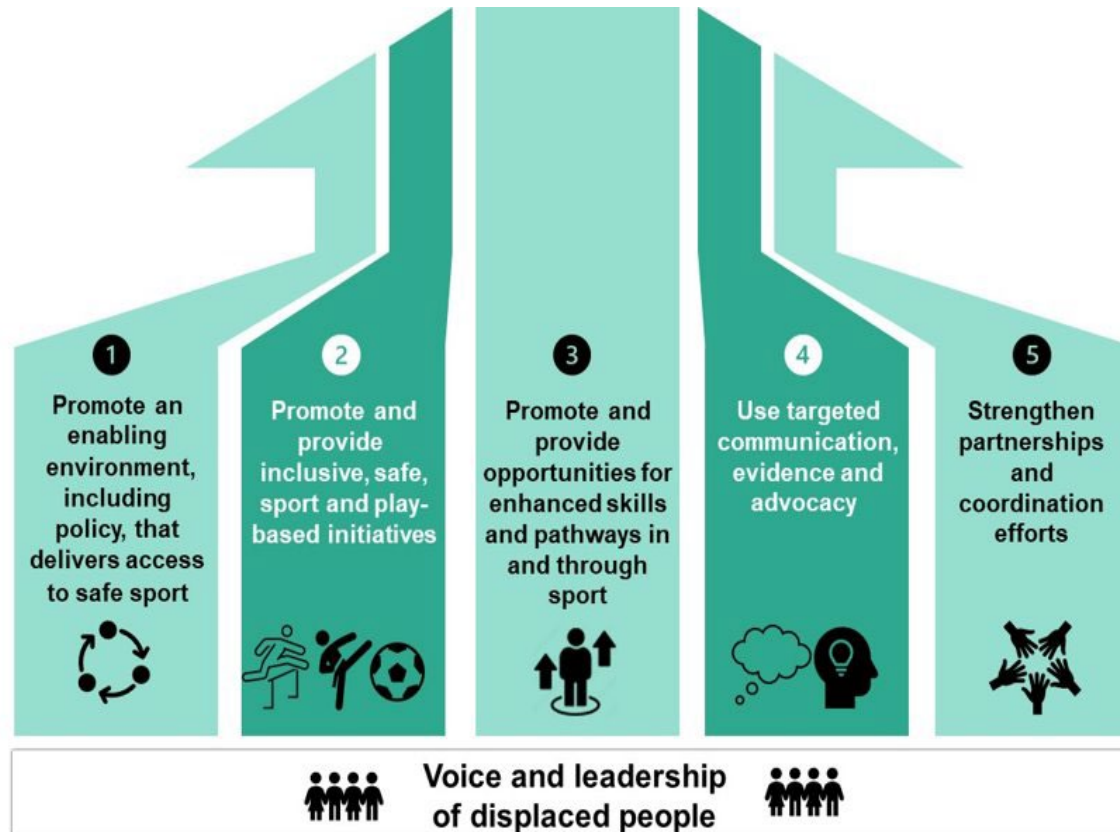 1
Promote an
enabling
environment,
including
policy, that
delivers access
to safe sport
2
Promote and
provide
inclusive, safe,
sport and play-
based initiatives
3
Promote and
provide
opportunities for
enhanced skills
and pathways in
and through
sport
4
Use targeted
communication,
evidence and
advocacy
5
Strengthen
partnerships
and
coordination
efforts
Voice and leadership
of displaced people